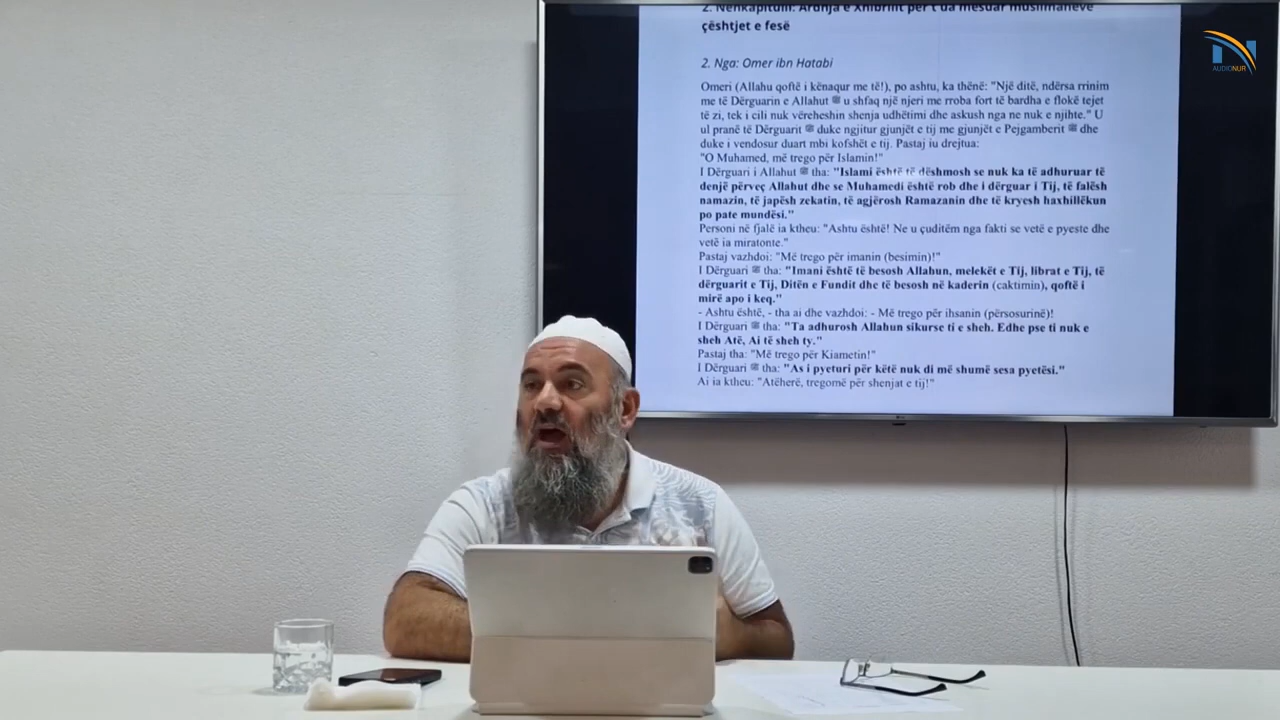 2. Nënkapitulli: Ardhja e Xhibrilit për t'ua mësuar muslimanëve
çështjet e fesë
2. Nga: Omer ibn Hatabi
Omeri (Allahu qoftë i kënaqur me të!), po ashtu, ka thënë: "Një ditë, ndërsa rrinim
me të Dërguarin e Allahut ﷺ u shfaq një njeri me rroba fort të bardha e flokë tejet
të zi, tek i cili nuk vëreheshin shenja udhëtimi dhe askush nga ne nuk e njihte." U
ul pranë të Dërguarit ﷺ duke ngjitur gjunjët e tij me gjunjët e Pejgamberit ﷺ dhe
duke i vendosur duart mbi kofshët e tij. Pastaj iu drejtua:
"O Muhamed, më trego për Islamin!"
I Dërguari i Allahut ﷺ tha: "Islami është të dëshmosh se nuk ka të adhuruar të
denjë përveç Allahut dhe se Muhamedi është rob dhe i dërguar i Tij, të falësh
namazin, të japësh zekatin, të agjërosh Ramazanin dhe të kryesh haxhillëkun
po pate mundësi."
Personi në fjalë ia ktheu: "Ashtu është! Ne u çuditëm nga fakti se vetë e pyeste dhe
vetë ia miratonte."
Pastaj vazhdoi: "Më trego për imanin (besimin)!"
I Dërguari ﷺ tha: "Imani është të besosh Allahun, melekët e Tij, librat e Tij, të
dërguarit e Tij, Ditën e Fundit dhe të besosh në kaderin (caktimin), qoftë i
mirë apo i keq."
- Ashtu është, - tha ai dhe vazhdoi: - Më trego për ihsanin (përsosurinë)!
I Dërguari ﷺ tha: "Ta adhurosh Allahun sikurse ti e sheh. Edhe pse ti nuk e
sheh Atë, Ai të sheh ty."
Pastaj tha: "Më trego për Kiametin!"
I Dërguari ﷺ tha: "As i pyeturi për këtë nuk di më shumë sesa pyetësi."
Ai ia ktheu: "Atëherë, tregomë për shenjat e tij!"
AUDIONUR
LG